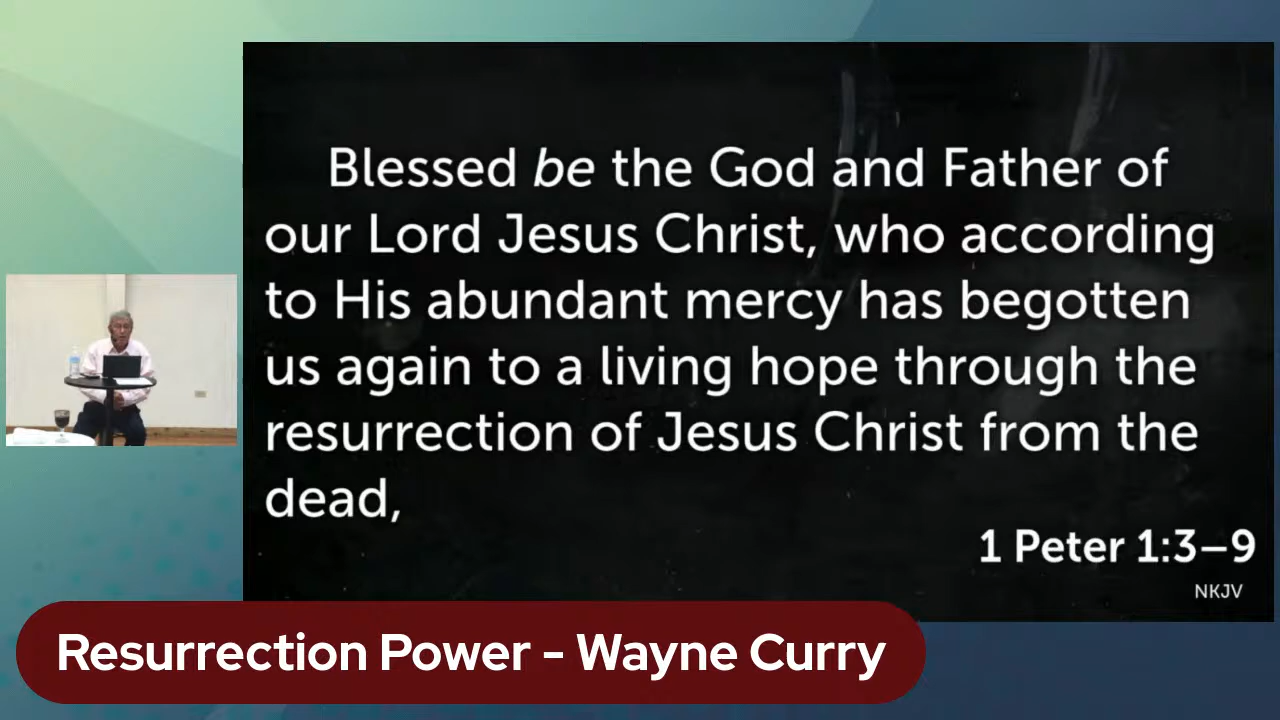 Blessed be the God and Father of
our Lord Jesus Christ, who according
to His abundant mercy has begotten
us again to a living hope through the
resurrection of Jesus Christ from the
dead,
1 Peter 1:3–9
NKJV
Resurrection Power - Wayne Curry